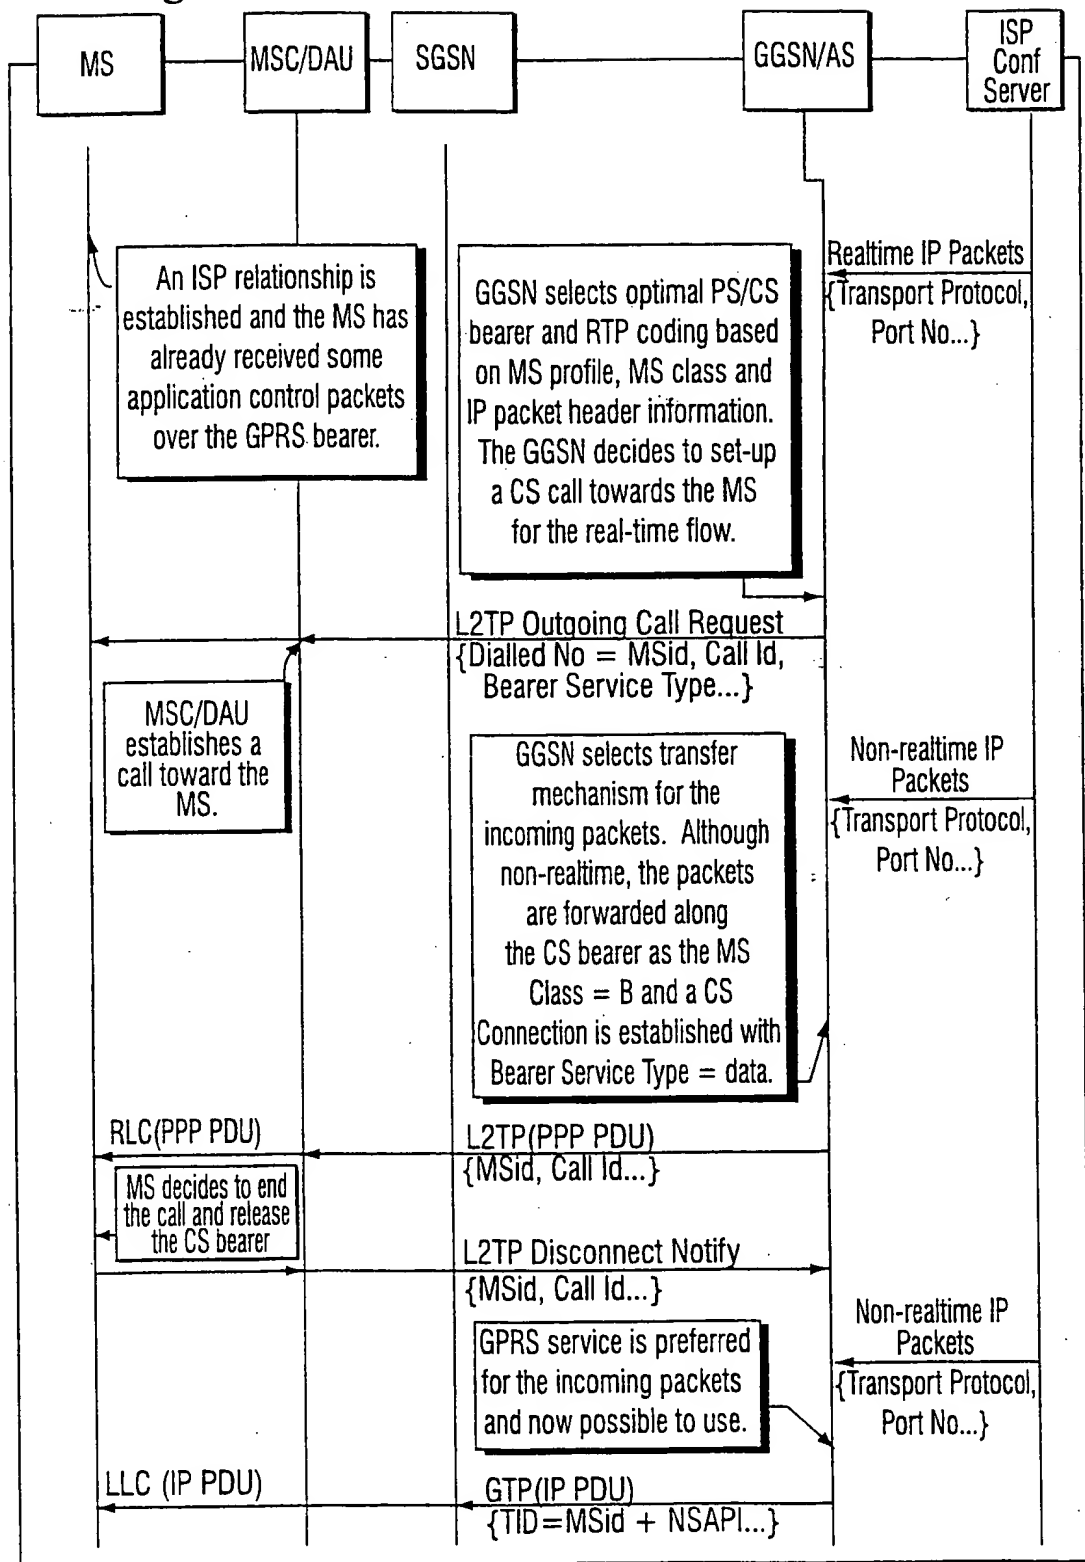 MS
MSC/DAU
SGSN
GGSN/AS
ISP
Conf
Server
An ISP relationship is
established and the MS has
already received some
application control packets
over the GPRS bearer.
GGSN selects optimal PS/CS
bearer and RTP coding based
on MS profile, MS class and
IP packet header information.
The GGSN decides to set-up
a CS call towards the MS
for the real-time flow.
Realtime IP Packets
{Transport Protocol,
Port No...}
L2TP Outgoing Call Request
{Dialled No = MSid, Call Id,
Bearer Service Type...}
MSC/DAU
establishes a
call toward the
MS.
GGSN selects transfer
mechanism for the
incoming packets. Although
non-realtime, the packets
are forwarded along
the CS bearer as the MS
Class = B and a CS
Connection is established with
Bearer Service Type = data.
Non-realtime IP
Packets
{Transport Protocol,
Port No...}
RLC(PPP PDU)
L2TP(PPP PDU)
{MSid, Call Id...}
MS decides to end
the call and release
the CS bearer
L2TP Disconnect Notify
{MSid, Call Id...}
Non-realtime IP
Packets
{Transport Protocol,
Port No...}
GPRS service is preferred
for the incoming packets
and now possible to use.
LLC (IP PDU)
GTP(IP PDU)
{TID=MSid + NSAPI...}